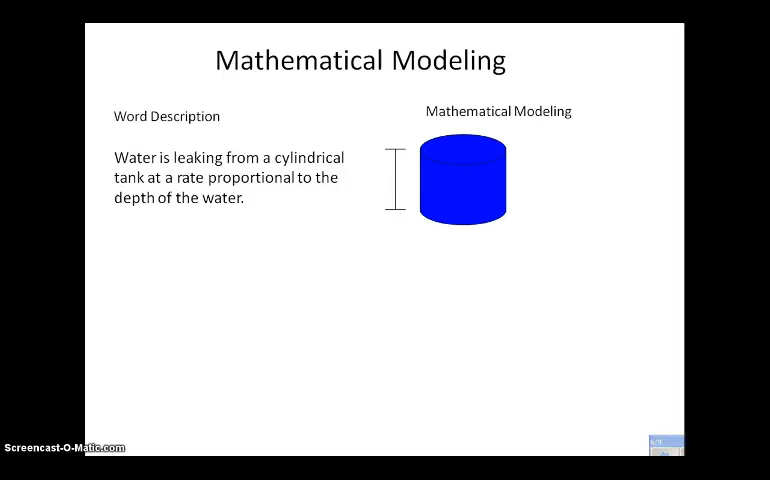 Mathematical Modeling
Word Description
Mathematical Modeling
Water is leaking from a cylindrical
tank at a rate proportional to the
depth of the water.
Screencast-O-Matic.com